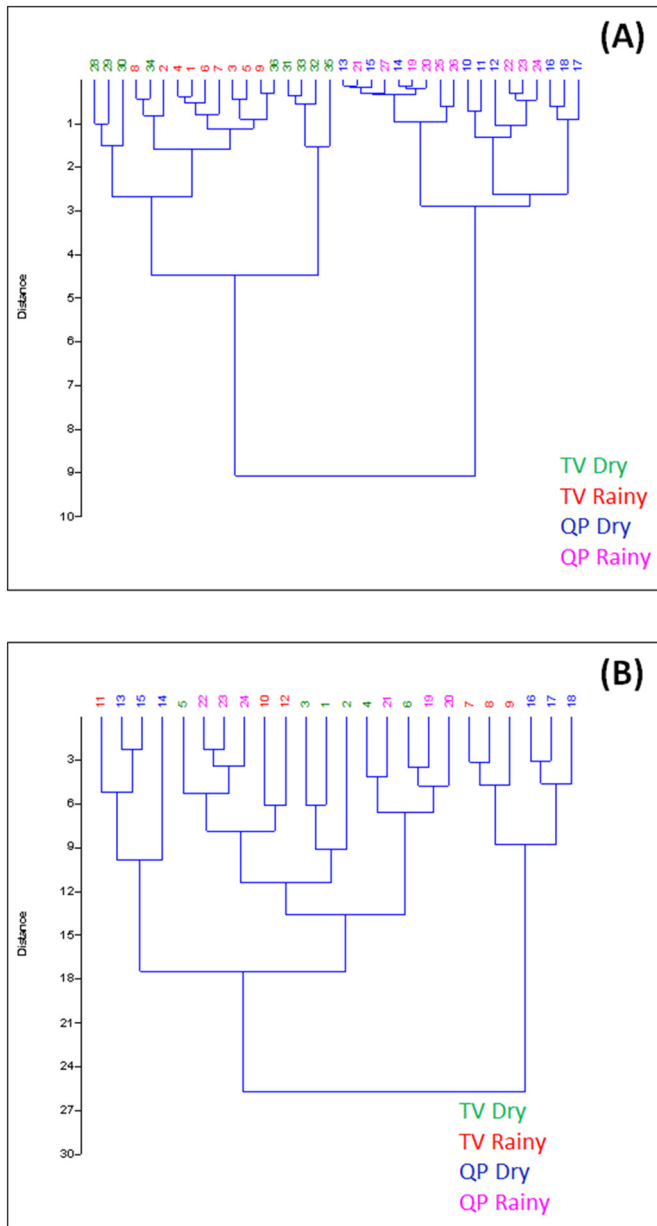 (A)
28 29 30 8 34 2 4 1 6 7 3 5 9 36 31 33 32 35 13 21 15 27 14 19 20 25 26 10 11 12 22 23 24 16 18 17
1
2
3
4
5
6
7
8
9
10
Distance
TV Dry
TV Rainy
QP Dry
QP Rainy
(B)
11 13 15 14 5 22 23 24 10 12 3 1 2 4 21 6 19 20 7 8 9 16 17 18
3
6
9
12
15
18
21
24
27
30
Distance
TV Dry
TV Rainy
QP Dry
QP Rainy